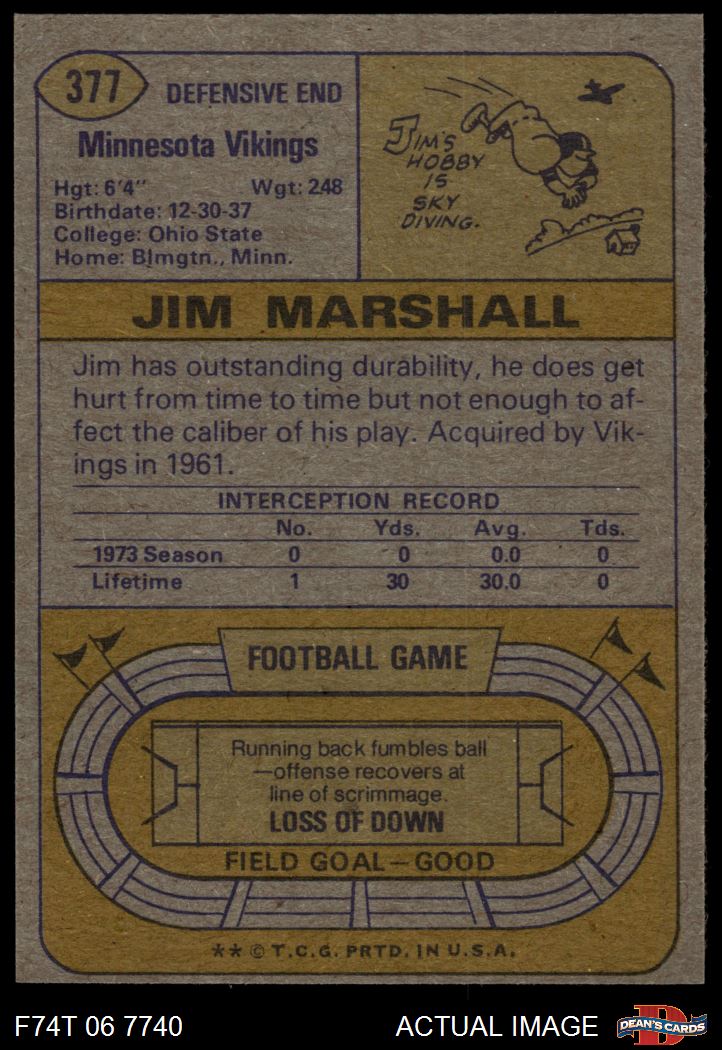 377
DEFENSIVE END
Minnesota Vikings
Hgt: 6'4" Wgt: 248
Birthdate: 12-30-37
College: Ohio State
Home: Blmgtn., Minn.
JIM'S
HOBBY
IS
SKY
DIVING.
JIM MARSHALL
Jim has outstanding durability, he does get
hurt from time to time but not enough to af-
fect the caliber of his play. Acquired by Vik-
ings in 1961.
INTERCEPTION RECORD
No. Yds. Avg. Tds.
1973 Season 0 0 0.0 0
Lifetime 1 30 30.0 0
FOOTBALL GAME
Running back fumbles ball
—offense recovers at
line of scrimmage.
LOSS OF DOWN
FIELD GOAL—GOOD
** © T.C.G. PRTD. IN U.S.A.
F74T 06 7740 ACTUAL IMAGE
D
DEAN'S CARDS